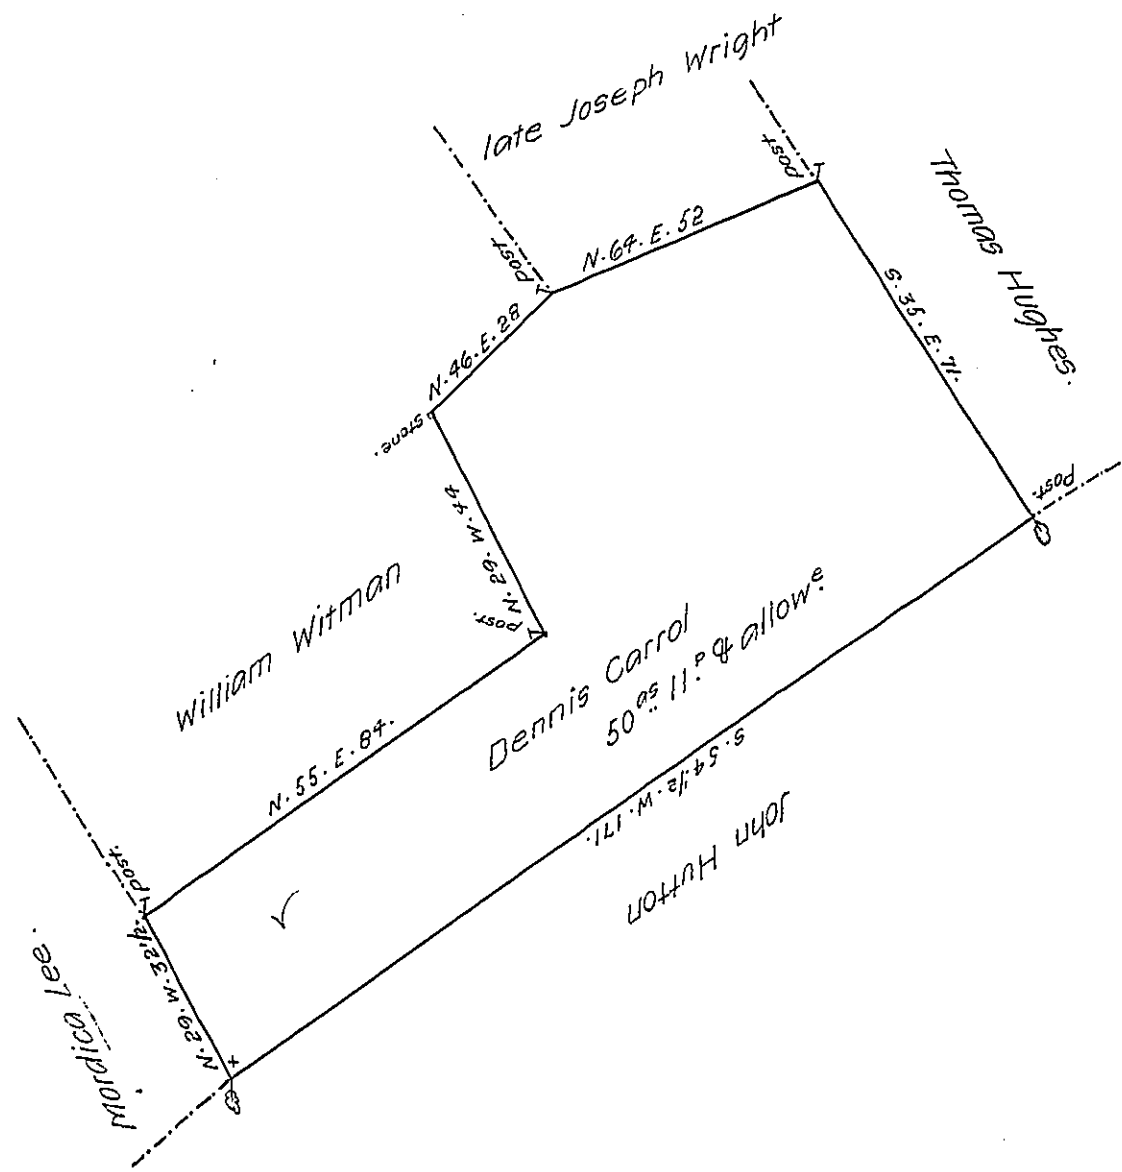 late Joseph Wright
post
N. 64. E. 52
Thomas Hughes.
post
S. 35. E. 71.
N. 46. E. 28
stone.
Post.
N. 29. W. 44
post.
William Witman
Dennis Carrol
50 as.. 11 p. & allow e.
N. 55. E. 84.
S. 54 1/2. W. 171.
John Hutton
post.
N. 29. W. 32 1/2.
Mordica Lee.